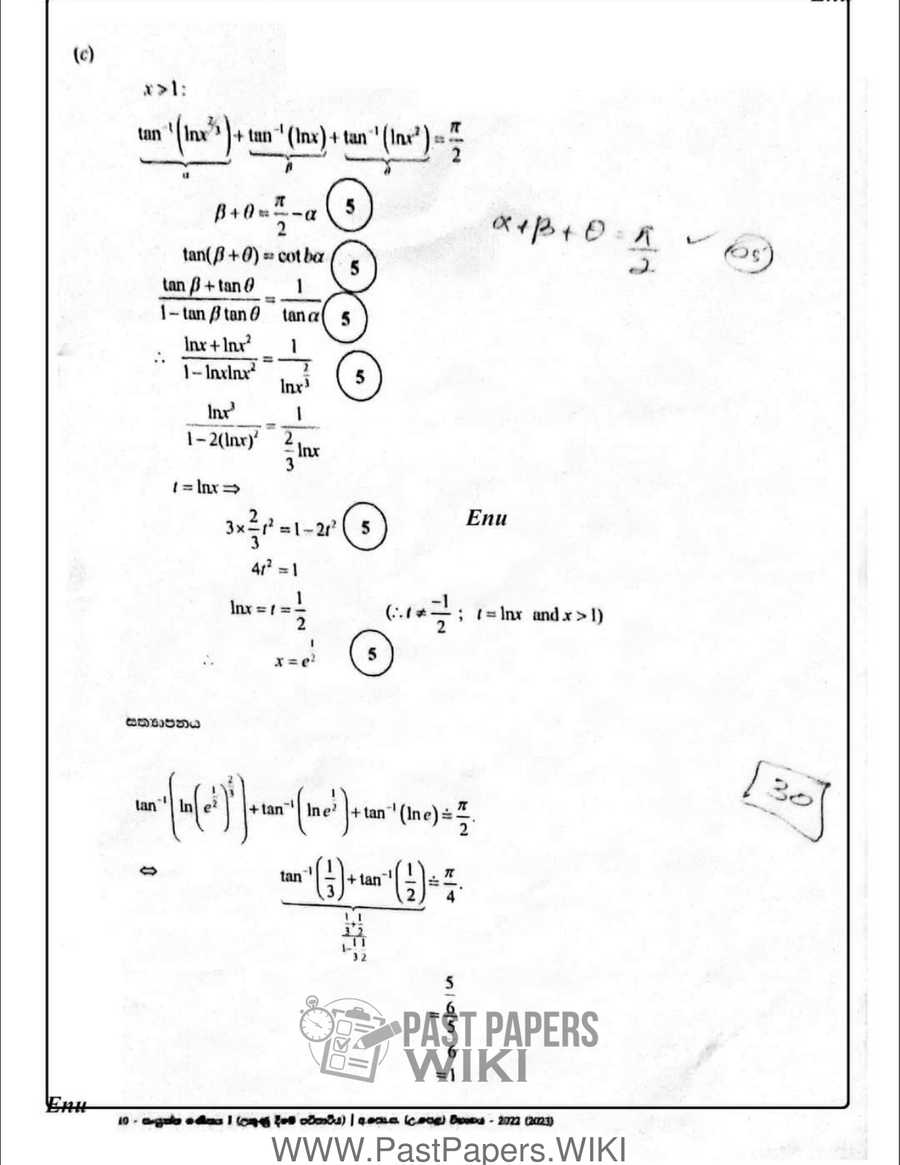 (c)
x > 1:
tan⁻¹(lnx^(2/3)) + tan⁻¹(lnx) + tan⁻¹(lnx²) = π/2
α β θ
β + θ = π/2 − α 5
α + β + θ = π/2 ✓ 05
tan(β + θ) = cot bα 5
(tan β + tan θ)/(1 − tan β tan θ) = 1/tan α 5
∴ (lnx + lnx²)/(1 − lnxlnx²) = 1/lnx^(2/3) 5
lnx³/(1 − 2(lnx)²) = 1/((2/3)lnx)
t = lnx ⇒
3 × (2/3)t² = 1 − 2t² 5
Enu
4t² = 1
lnx = t = 1/2 (∴ t ≠ −1/2 ; t = lnx and x > 1)
∴ x = e^(1/2) 5
සත්‍යාපනය
30
tan⁻¹(ln(e^(1/2))^(2/3)) + tan⁻¹(ln e^(1/2)) + tan⁻¹(ln e) ≐ π/2.
⇔ tan⁻¹(1/3) + tan⁻¹(1/2) ≐ π/4.
(1/3 + 1/2)/(1 − 1/3 1/2)
= (5/6)/(5/6)
= 1
PAST PAPERS
WIKI
Enu
10 - I | - 2022 (2023)
WWW.PastPapers.WIKI